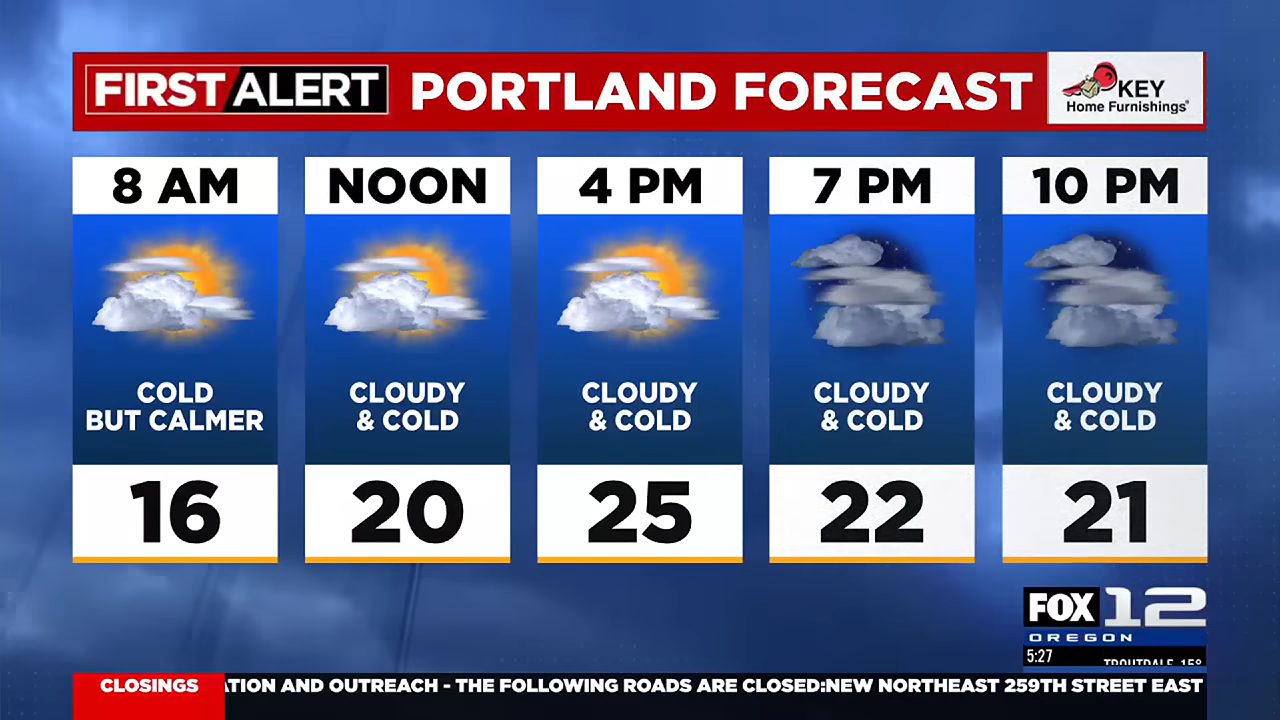 FIRST ALERT PORTLAND FORECAST
KEY
Home Furnishings®
8 AM
COLD
BUT CALMER
16
NOON
CLOUDY
& COLD
20
4 PM
CLOUDY
& COLD
25
7 PM
CLOUDY
& COLD
22
10 PM
CLOUDY
& COLD
21
FOX 12
OREGON
5:27 TROUTDALE 15°
CLOSINGS ATION AND OUTREACH - THE FOLLOWING ROADS ARE CLOSED:NEW NORTHEAST 259TH STREET EAST